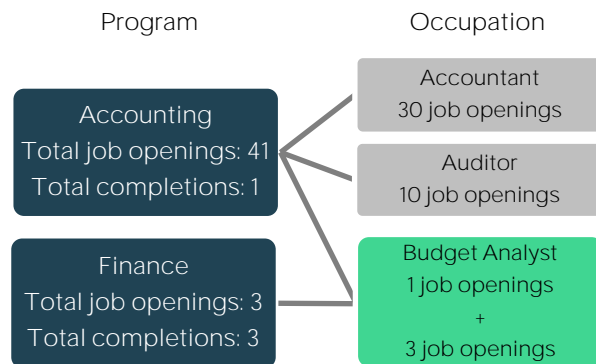 Program
Occupation
Accounting
Total job openings: 41
Total completions: 1
Finance
Total job openings: 3
Total completions: 3
Accountant
30 job openings
Auditor
10 job openings
Budget Analyst
1 job openings
+
3 job openings